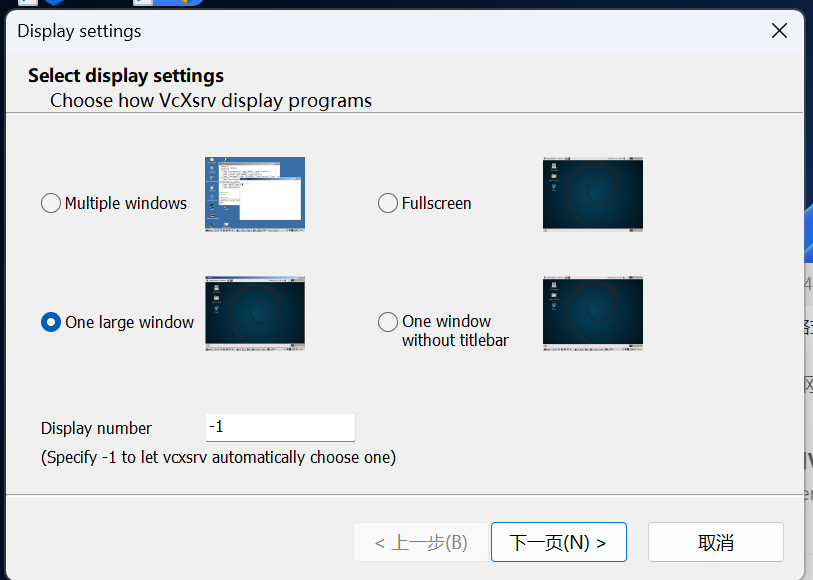 Display settings
Select display settings
Choose how VcXsrv display programs
Multiple windows
Fullscreen
One large window
One window
without titlebar
Display number
-1
(Specify -1 to let vcxsrv automatically choose one)
< 上一步(B)
下一页(N) >
取消